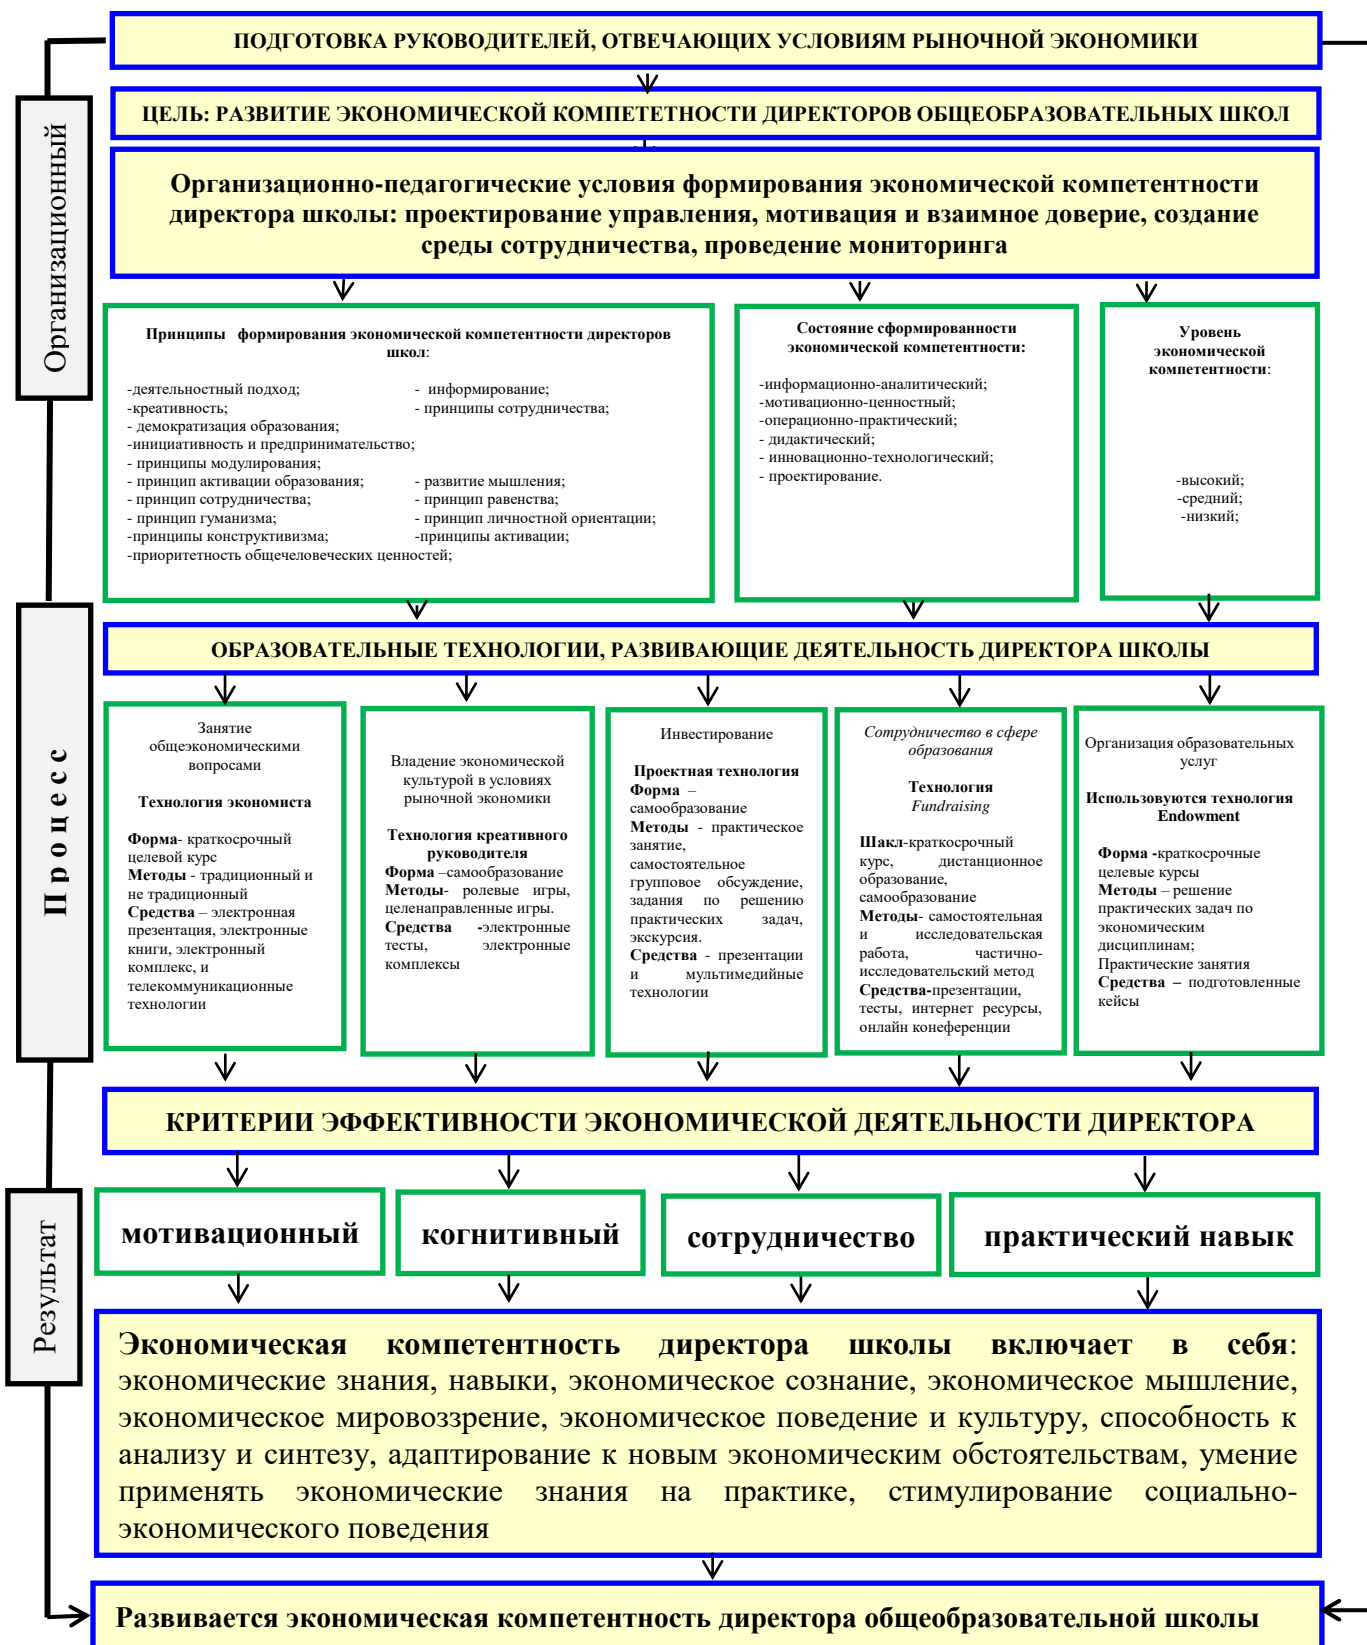 ПОДГОТОВКА РУКОВОДИТЕЛЕЙ, ОТВЕЧАЮЩИХ УСЛОВИЯМ РЫНОЧНОЙ ЭКОНОМИКИ
ЦЕЛЬ: РАЗВИТИЕ ЭКОНОМИЧЕСКОЙ КОМПЕТЕТНОСТИ ДИРЕКТОРОВ ОБЩЕОБРАЗОВАТЕЛЬНЫХ ШКОЛ
Организационный
Организационно-педагогические условия формирования экономической компетентности
директора школы: проектирование управления, мотивация и взаимное доверие, создание
среды сотрудничества, проведение мониторинга
Принципы формирования экономической компетентности директоров
школ:
-деятельностный подход; - информирование;
-креативность; - принципы сотрудничества;
- демократизация образования;
-инициативность и предпринимательство;
- принципы модулирования;
- принцип активации образования; - развитие мышления;
- принцип сотрудничества; - принцип равенства;
- принцип гуманизма; - принцип личностной ориентации;
-принципы конструктивизма; -принципы активации;
-приоритетность общечеловеческих ценностей;
Состояние сформированности
экономической компетентности:
-информационно-аналитический;
-мотивационно-ценностный;
-операционно-практический;
- дидактический;
- инновационно-технологический;
- проектирование.
Уровень
экономической
компетентности:
-высокий;
-средний;
-низкий;
Процесс
ОБРАЗОВАТЕЛЬНЫЕ ТЕХНОЛОГИИ, РАЗВИВАЮЩИЕ ДЕЯТЕЛЬНОСТЬ ДИРЕКТОРА ШКОЛЫ
Занятие
общеэкономическими
вопросами
Технология экономиста
Форма- краткосрочный
целевой курс
Методы - традиционный и
не традиционный
Средства – электронная
презентация, электронные
книги, электронный
комплекс, и
телекоммуникационные
технологии
Владение экономической
культурой в условиях
рыночной экономики
Технология креативного
руководителя
Форма –самообразование
Методы- ролевые игры,
целенаправленные игры.
Средства -электронные
тесты, электронные
комплексы
Инвестирование
Проектная технология
Форма –
самообразование
Методы - практическое
занятие,
самостоятельное
групповое обсуждение,
задания по решению
практических задач,
экскурсия.
Средства - презентации
и мультимедийные
технологии
Сотрудничество в сфере
образования
Технология
Fundraising
Шакл-краткосрочный
курс, дистанционое
образование,
самообразование
Методы- самостоятельная
и исследовательская
работа, частично-
исследовательский метод
Средства-презентации,
тесты, интернет ресурсы,
онлайн конеференции
Организация образовательных
услуг
Использовуются технология
Endowment
Форма -краткосрочные
целевые курсы
Методы – решение
практических задач по
экономическим
дисциплинам;
Практические занятия
Средства – подготовленные
кейсы
КРИТЕРИИ ЭФФЕКТИВНОСТИ ЭКОНОМИЧЕСКОЙ ДЕЯТЕЛЬНОСТИ ДИРЕКТОРА
Результат
мотивационный
когнитивный
сотрудничество
практический навык
Экономическая компетентность директора школы включает в себя:
экономические знания, навыки, экономическое сознание, экономическое мышление,
экономическое мировоззрение, экономическое поведение и культуру, способность к
анализу и синтезу, адаптирование к новым экономическим обстоятельствам, умение
применять экономические знания на практике, стимулирование социально-
экономического поведения
Развивается экономическая компетентность директора общеобразовательной школы